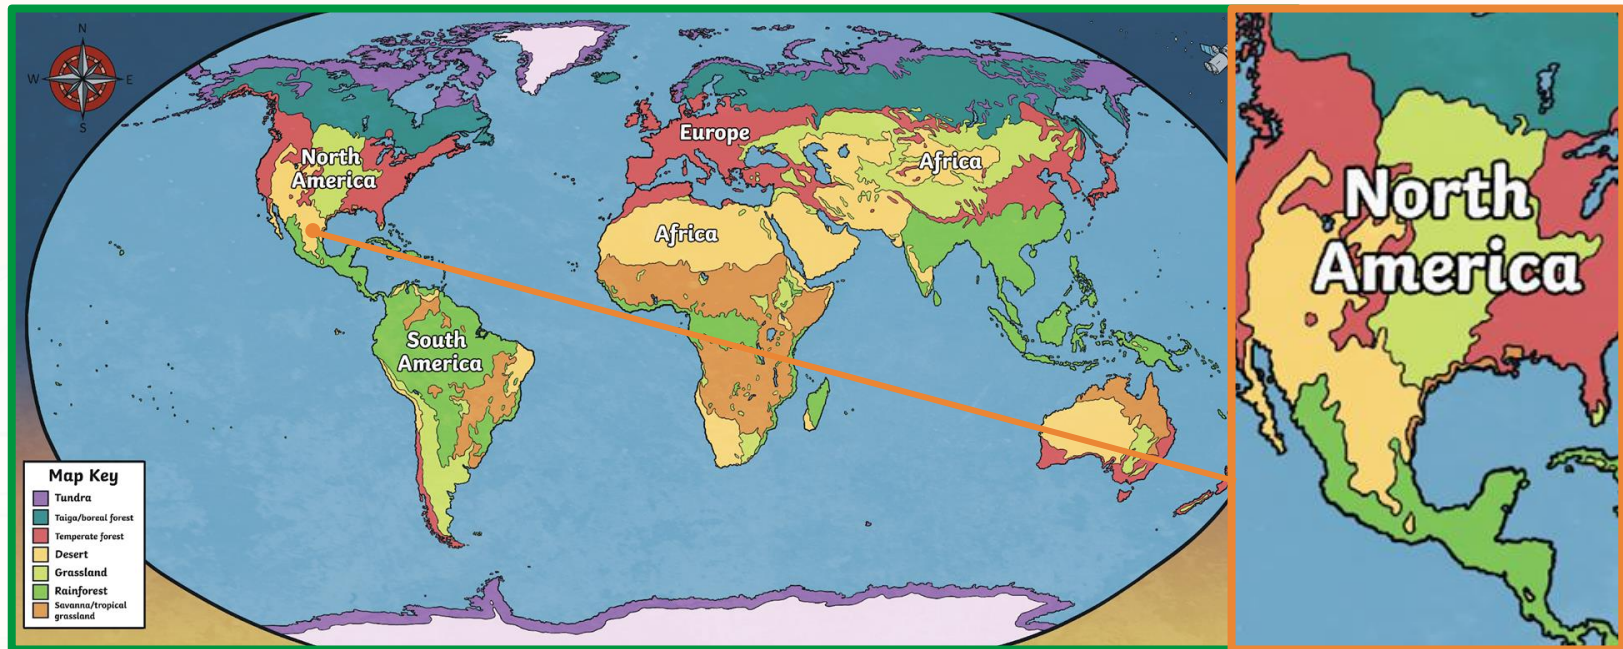 N
W
E
S
North
America
Europe
Africa
Africa
South
America
Map Key
Tundra
Taiga/boreal forest
Temperate forest
Desert
Grassland
Rainforest
Savanna/tropical
grassland
North
America